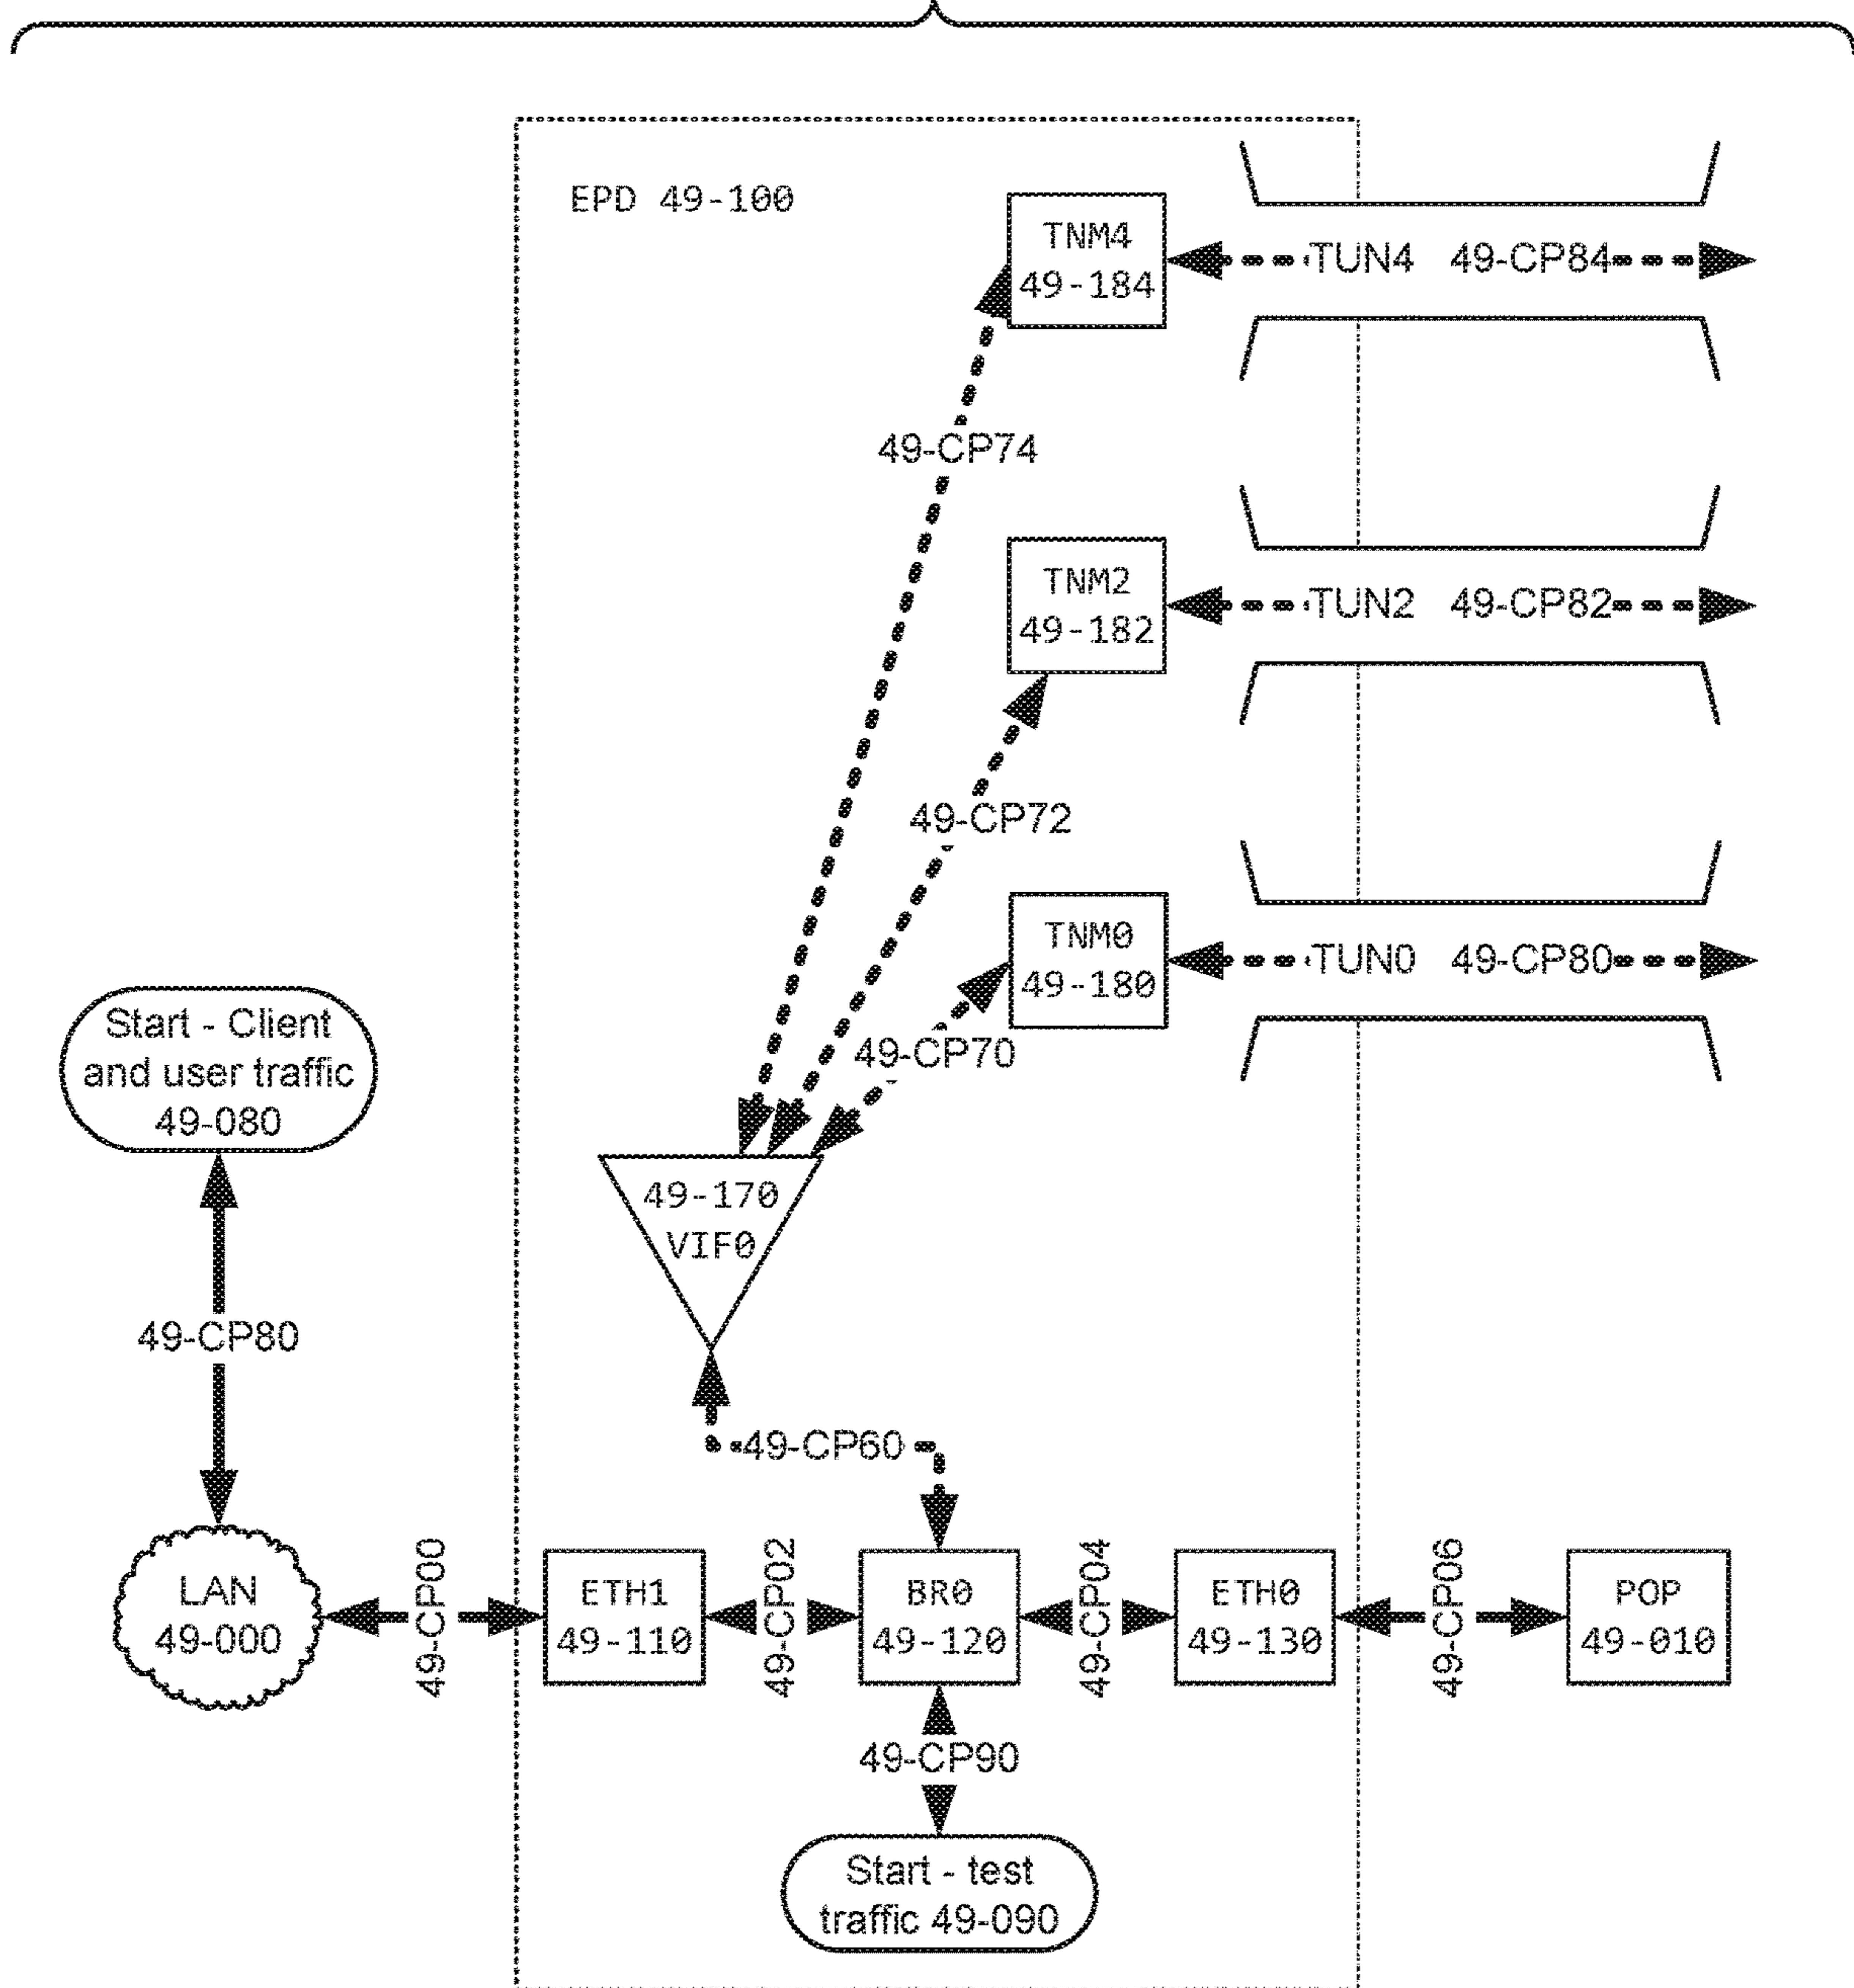 EPD 49-100
TNM4
49-184
TUN4 49-CP84
49-CP74
TNM2
49-182
TUN2 49-CP82
49-CP72
TNM0
49-180
TUN0 49-CP80
49-CP70
Start - Client
and user traffic
49-080
49-170
VIF0
49-CP80
49-CP60
LAN
49-000
49-CP00
ETH1
49-110
49-CP02
BR0
49-120
49-CP04
ETH0
49-130
49-CP06
POP
49-010
49-CP90
Start - test
traffic 49-090